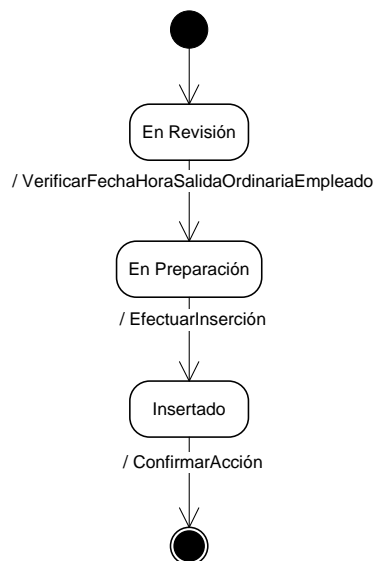 En Revisión
/ VerificarFechaHoraSalidaOrdinariaEmpleado
En Preparación
/ EfectuarInserción
Insertado
/ ConfirmarAcción